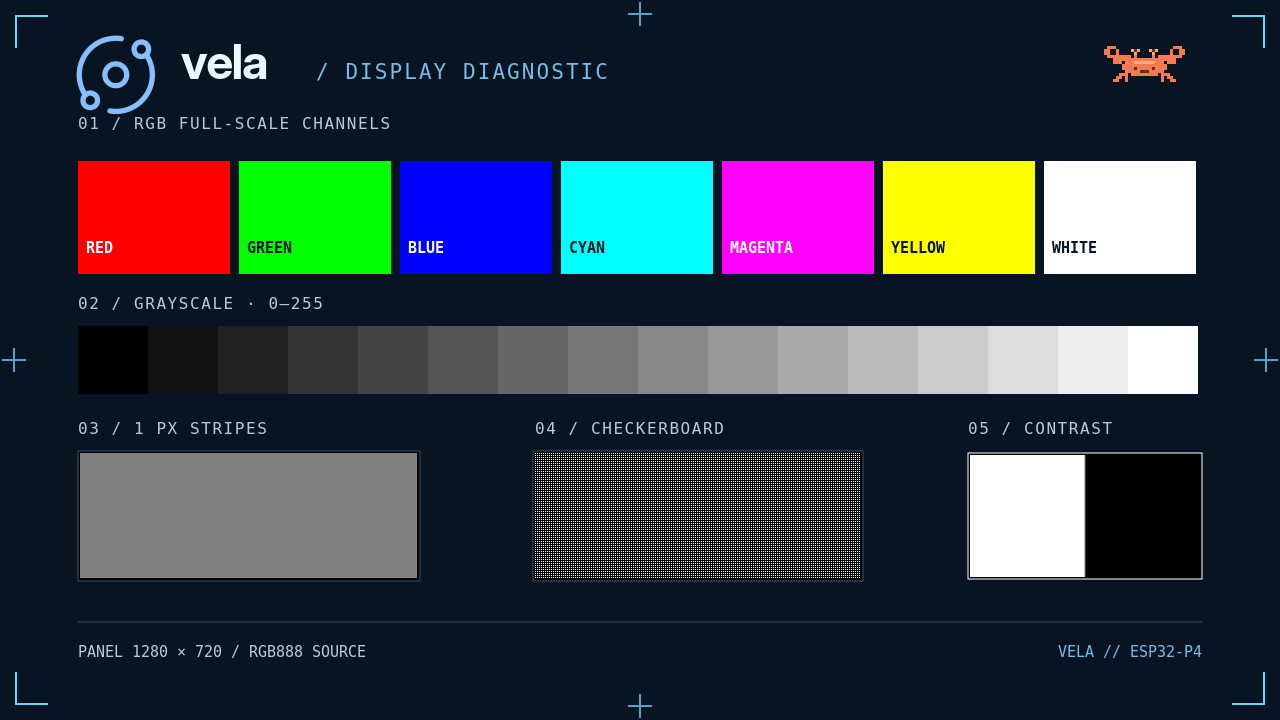 vela / DISPLAY DIAGNOSTIC
01 / RGB FULL-SCALE CHANNELS
RED GREEN BLUE CYAN MAGENTA YELLOW WHITE
02 / GRAYSCALE · 0–255
03 / 1 PX STRIPES 04 / CHECKERBOARD 05 / CONTRAST
PANEL 1280 × 720 / RGB888 SOURCE VELA // ESP32-P4